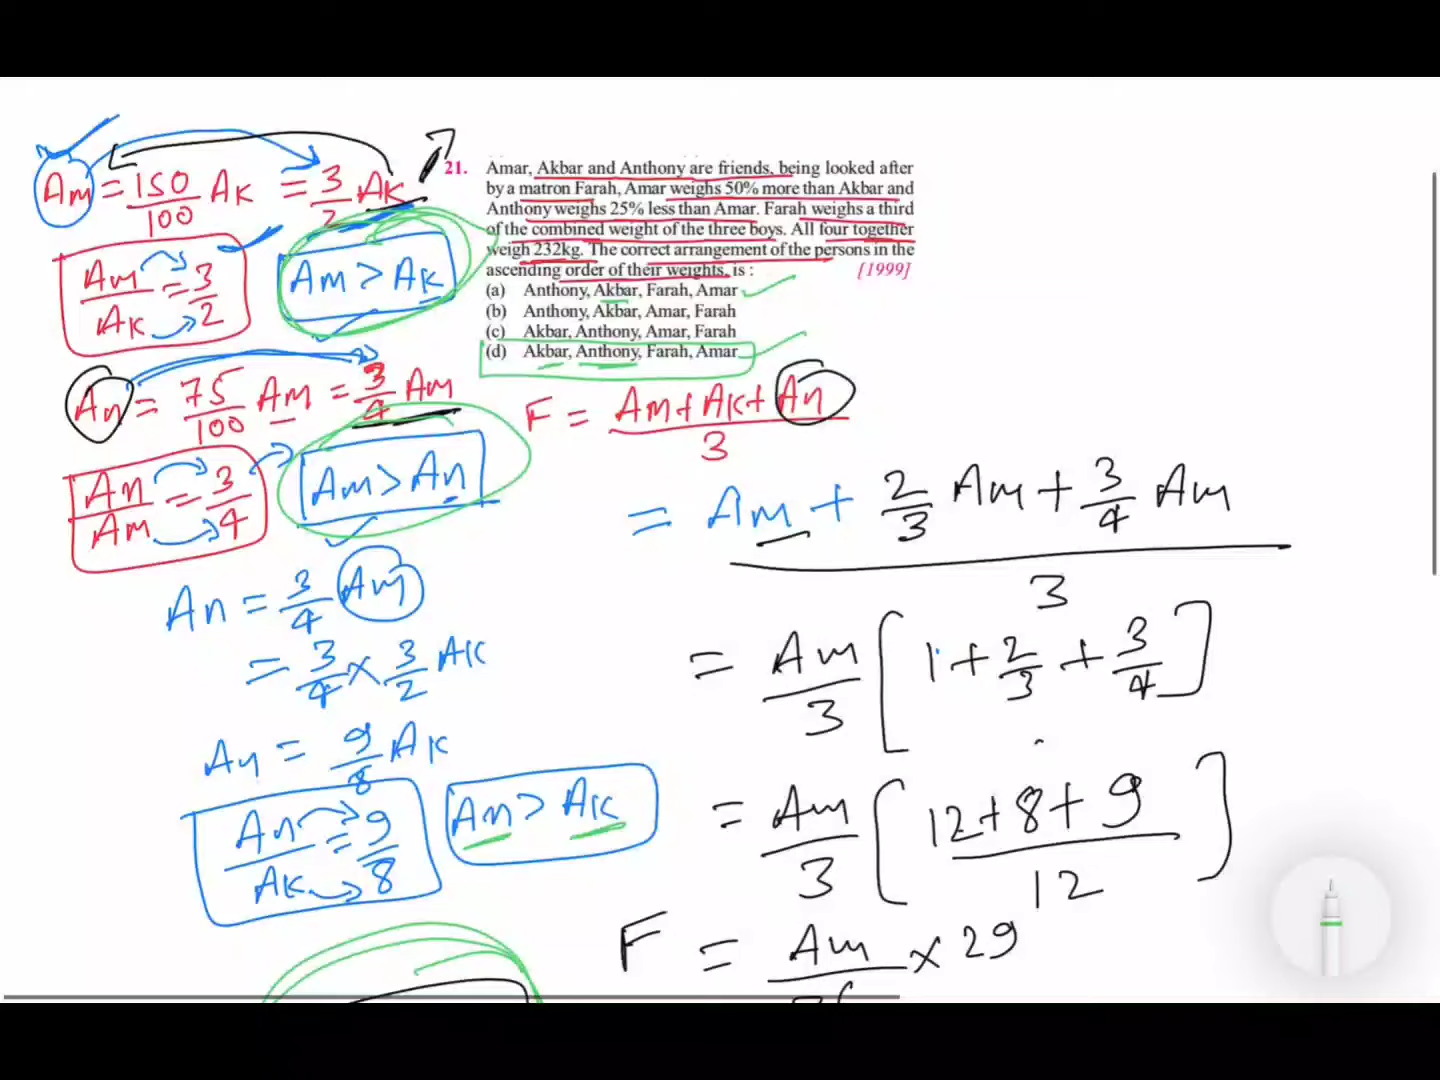 Am = 150/100 Ak = 3/2 Ak
Am/Ak = 3/2
Am > Ak
An = 75/100 Am = 3/4 Am
An/Am = 3/4
Am > An
An = 3/4 Am
= 3/4 × 3/2 Ak
An = 9/8 Ak
An/Ak = 9/8
An > Ak
21. Amar, Akbar and Anthony are friends, being looked after
by a matron Farah, Amar weighs 50% more than Akbar and
Anthony weighs 25% less than Amar. Farah weighs a third
of the combined weight of the three boys. All four together
weigh 232kg. The correct arrangement of the persons in the
ascending order of their weights, is : [1999]
(a) Anthony, Akbar, Farah, Amar
(b) Anthony, Akbar, Amar, Farah
(c) Akbar, Anthony, Amar, Farah
(d) Akbar, Anthony, Farah, Amar
F = Am + Ak + An / 3
= Am + 2/3 Am + 3/4 Am / 3
= Am/3 [1 + 2/3 + 3/4]
= Am/3 [12 + 8 + 9 / 12]
F = Am × 29